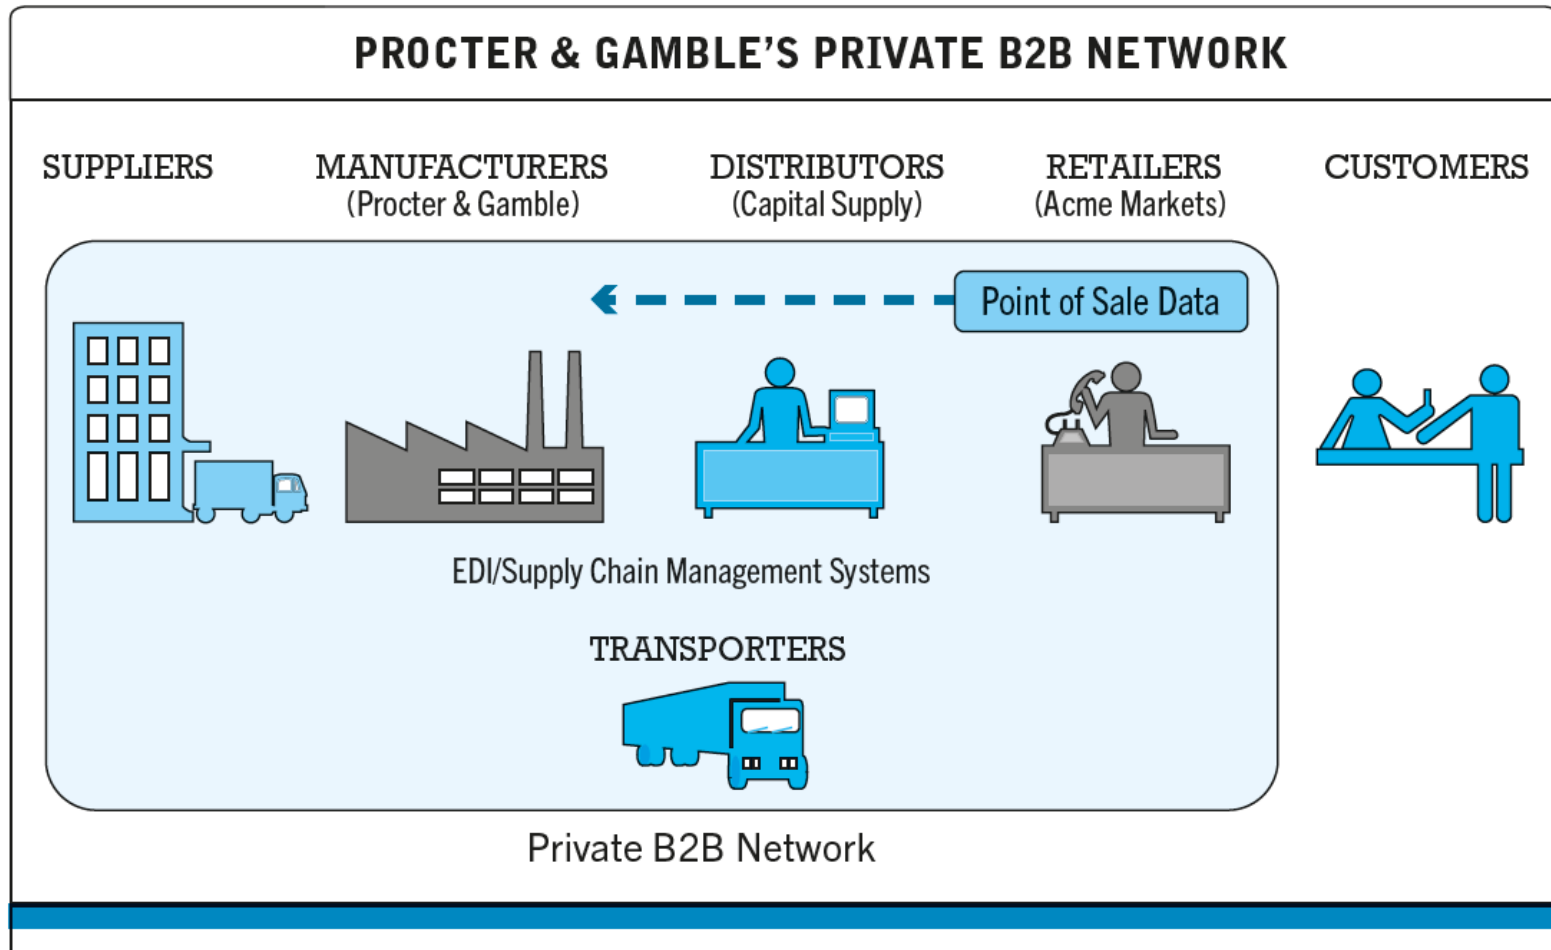 PROCTER & GAMBLE'S PRIVATE B2B NETWORK
SUPPLIERS
MANUFACTURERS
(Procter & Gamble)
DISTRIBUTORS
(Capital Supply)
RETAILERS
(Acme Markets)
CUSTOMERS
Point of Sale Data
EDI/Supply Chain Management Systems
TRANSPORTERS
Private B2B Network